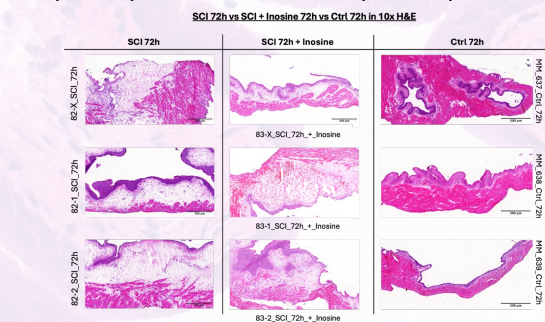 SCI 72h vs SCI + Inosine 72h vs Ctrl 72h in 10x H&E
SCI 72h
SCI 72h + Inosine
Ctrl 72h
82-X_SCI_72h
83-X_SCI_72h_+_Inosine
MM_637_Ctrl_72h
82-1_SCI_72h
83-1_SCI_72h_+_Inosine
MM_638_Ctrl_72h
82-2_SCI_72h
83-2_SCI_72h_+_Inosine
MM_639_Ctrl_72h